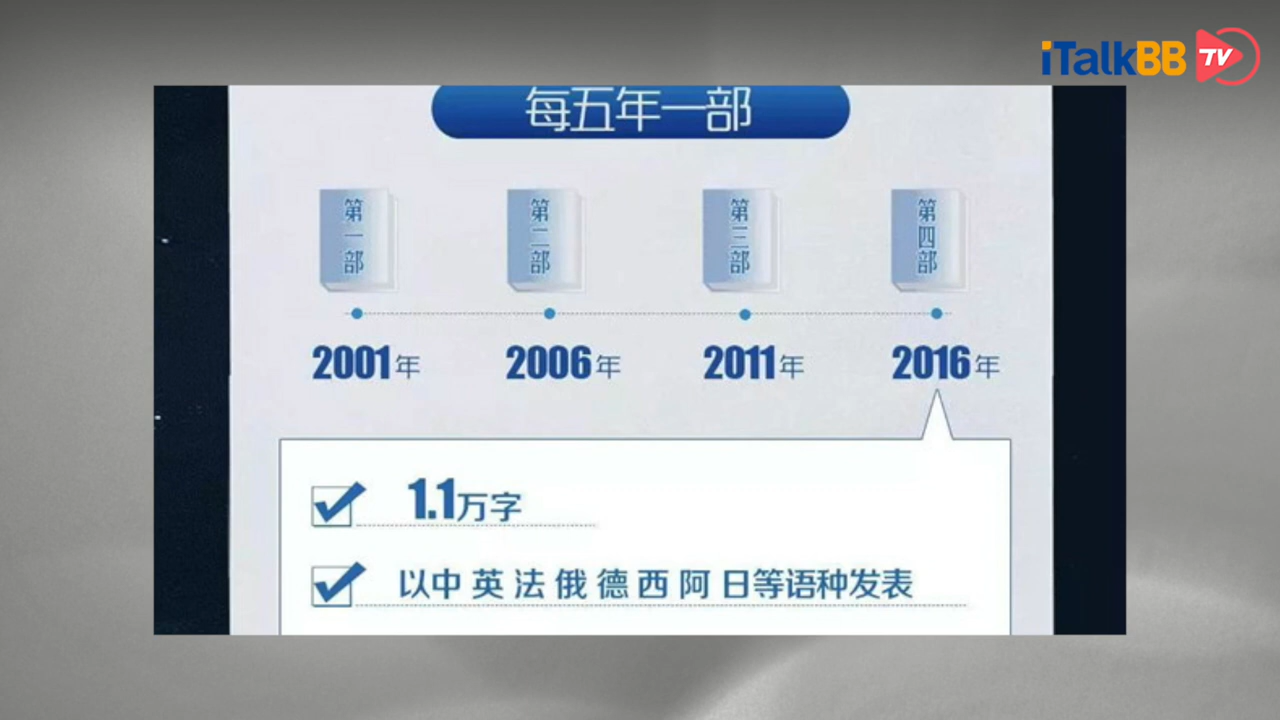 iTalkBB TV
每五年一部
第一部
第二部
第三部
第四部
2001年
2006年
2011年
2016年
1.1万字
以中英法俄德西阿日等语种发表